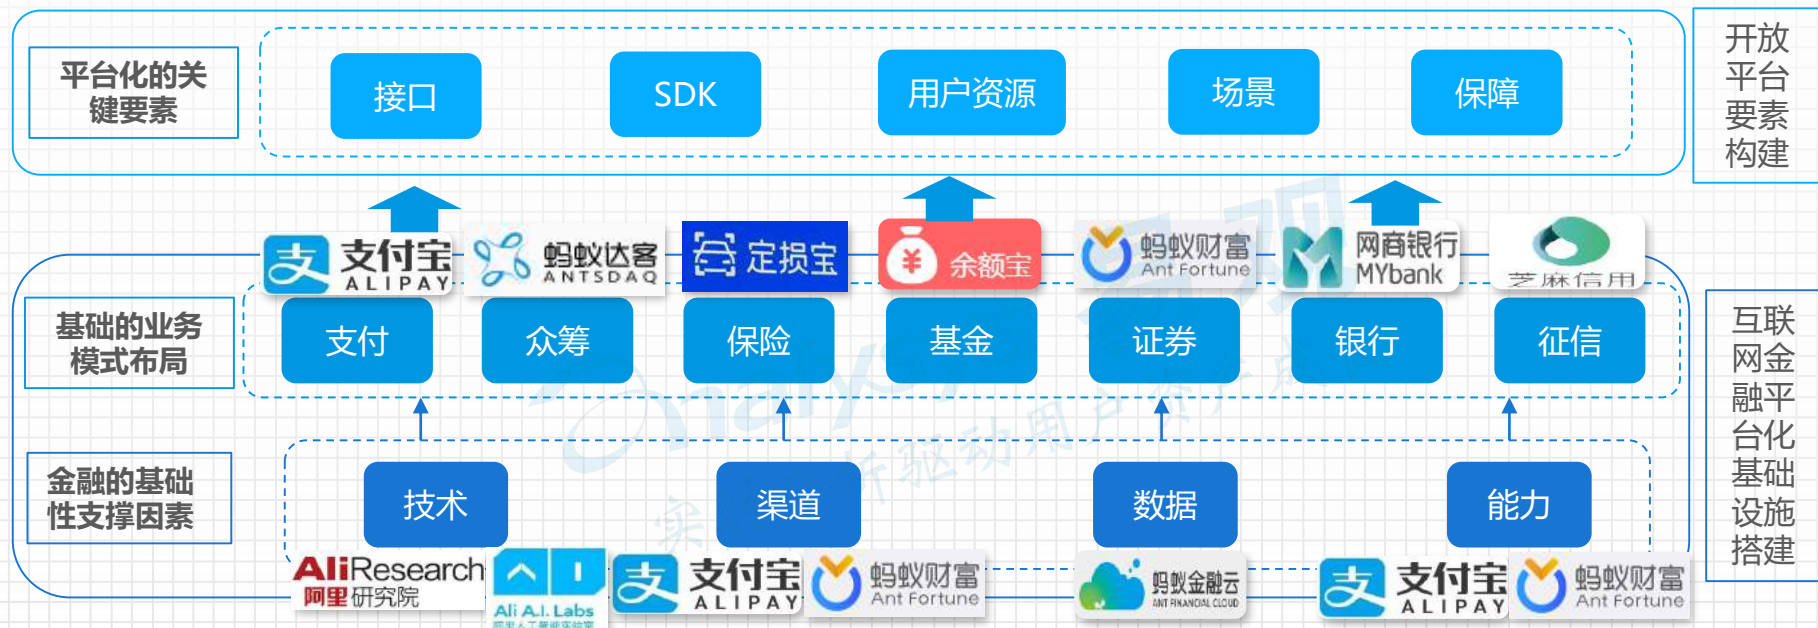 平台化的关
键要素
接口
SDK
用户资源
场景
保障
开放
平台
要素
构建
支付宝
ALIPAY
蚂蚁达客
ANTSDAQ
定损宝
余额宝
蚂蚁财富
Ant Fortune
网商银行
MYbank
芝麻信用
基础的业务
模式布局
支付
众筹
保险
基金
证券
银行
征信
互联
网金
融平
台化
基础
设施
搭建
金融的基础
性支撑因素
技术
渠道
数据
能力
AliResearch
阿里研究院
Ali A.I. Labs
支付宝
ALIPAY
蚂蚁财富
Ant Fortune
蚂蚁金融云
ANT FINANCIAL CLOUD
支付宝
ALIPAY
蚂蚁财富
Ant Fortune